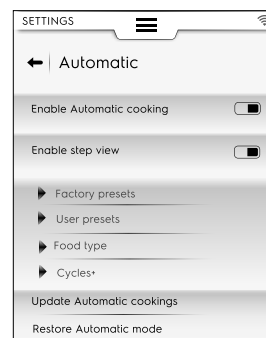 SETTINGS
Automatic
Enable Automatic cooking
Enable step view
Factory presets
User presets
Food type
Cycles+
Update Automatic cookings
Restore Automatic mode